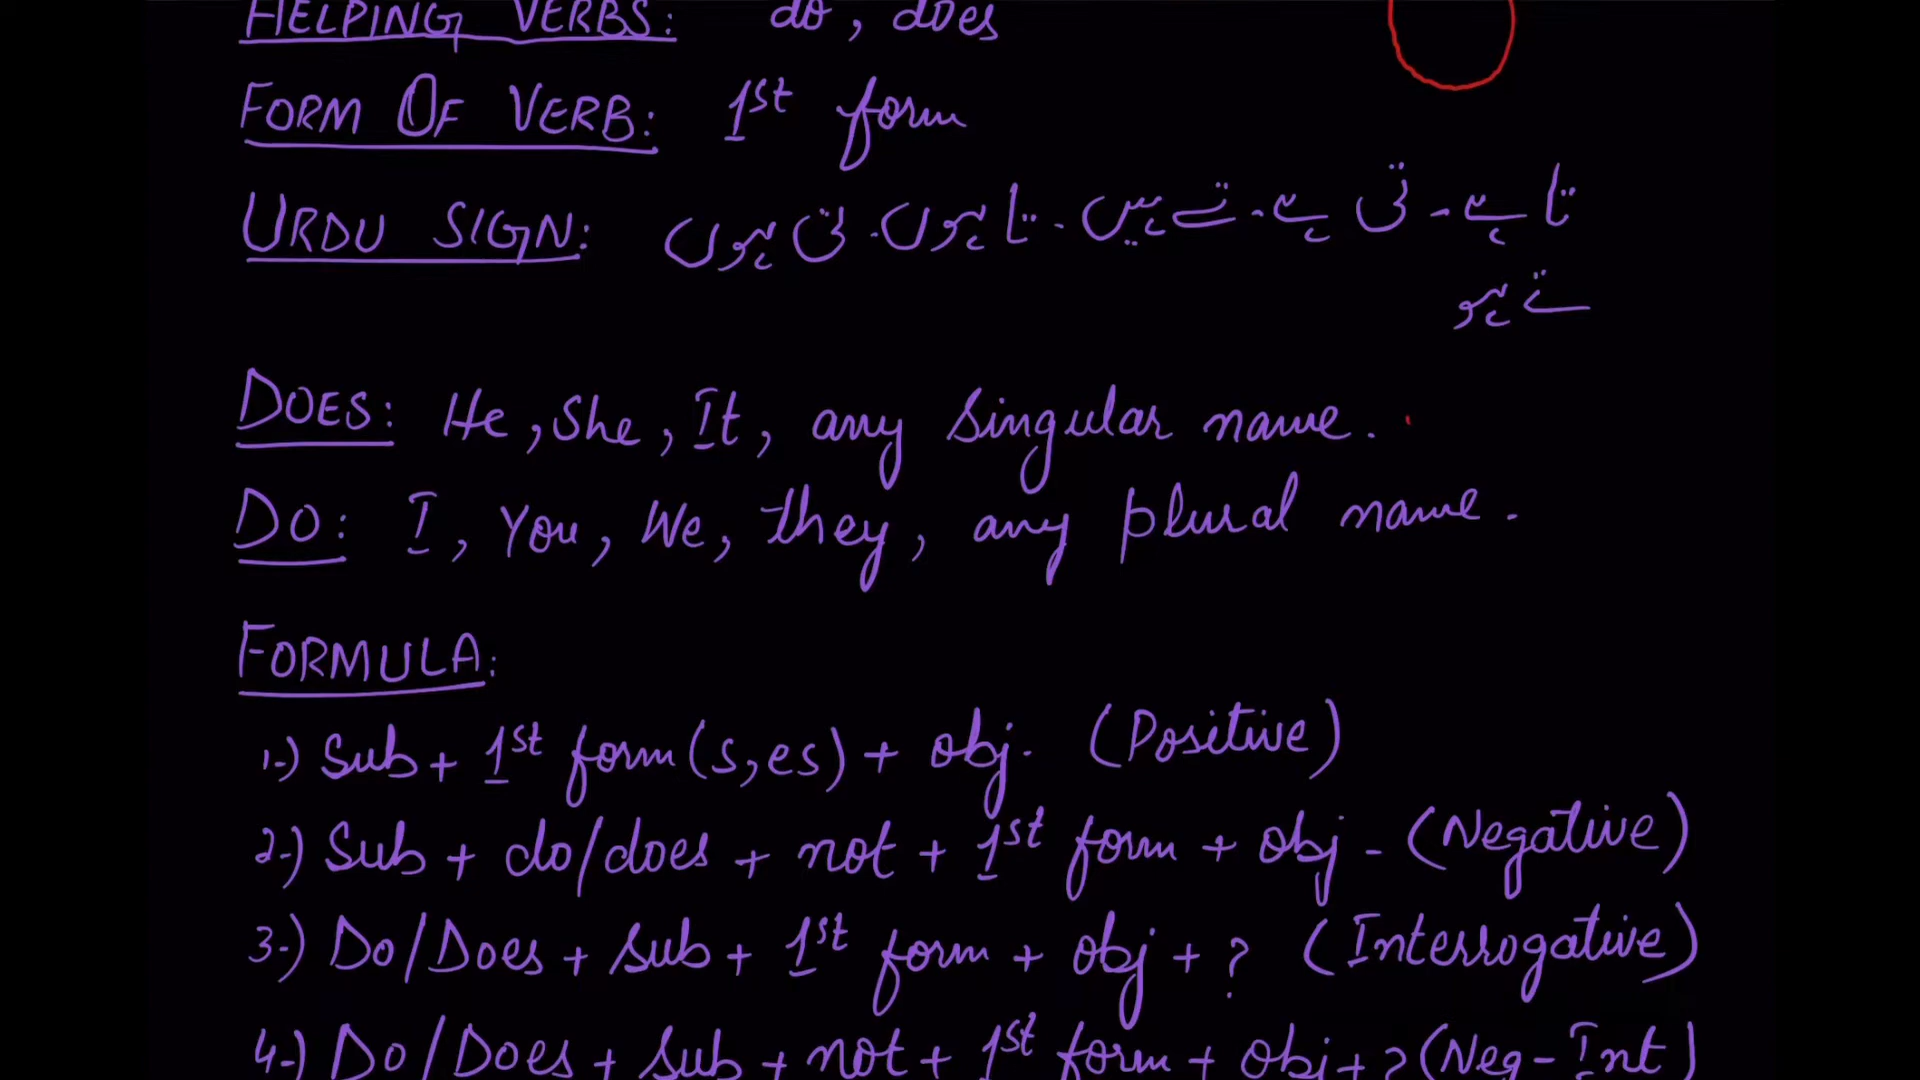 HELPING VERBS: do, does
FORM OF VERB: 1st form
URDU SIGN: تا ہے۔ تی ہے۔ تے ہیں۔ تا ہوں۔ تی ہوں
تے ہو
DOES: He, She, It, any singular name.
DO: I, You, We, they, any plural name.
FORMULA:
1-) Sub + 1st form (s, es) + obj. (Positive)
2-) Sub + do/does + not + 1st form + obj - (Negative)
3-) Do/Does + sub + 1st form + obj + ? (Interrogative)
4-) Do/Does + sub + not + 1st form + obj + ? (Neg-Int)